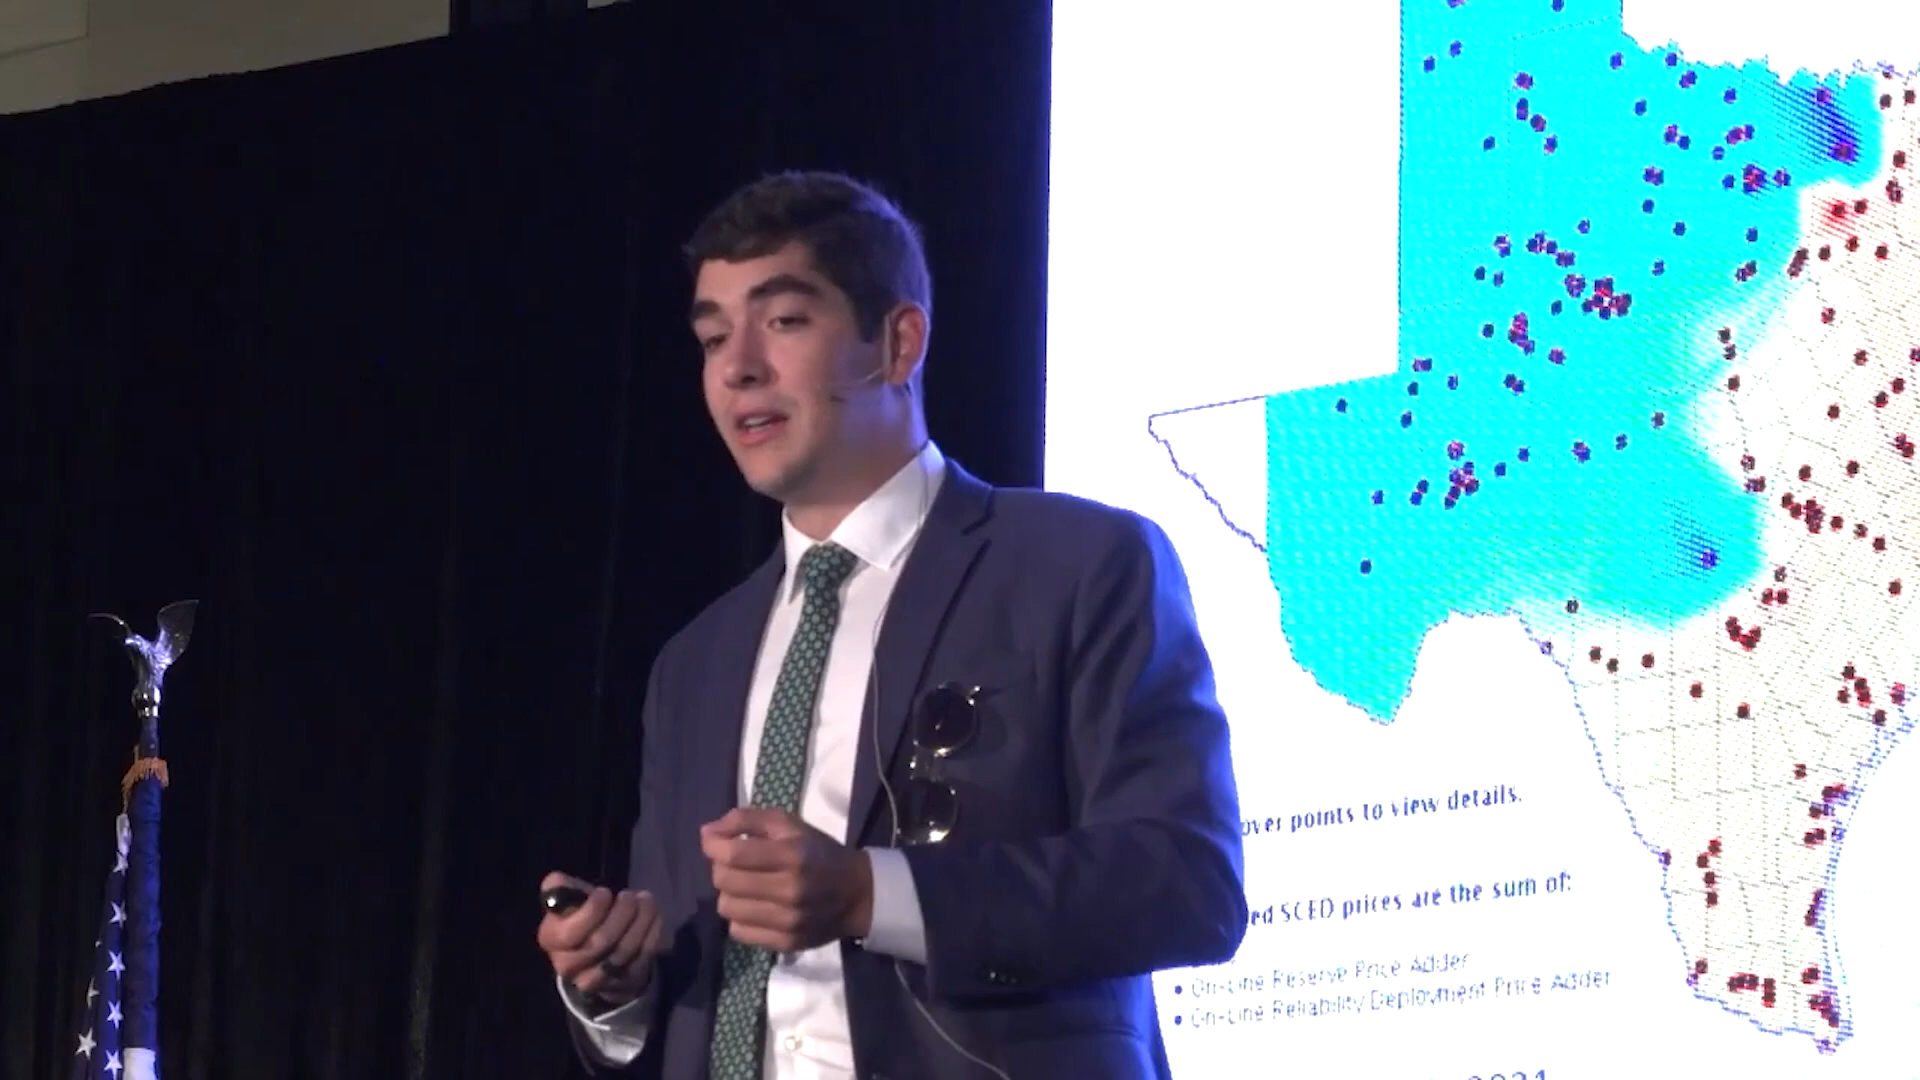 over points to view details.
ed SCED prices are the sum of:
• On-Line Reserve Price Adder
• On-Line Reliability Deployment Price Adder
2021